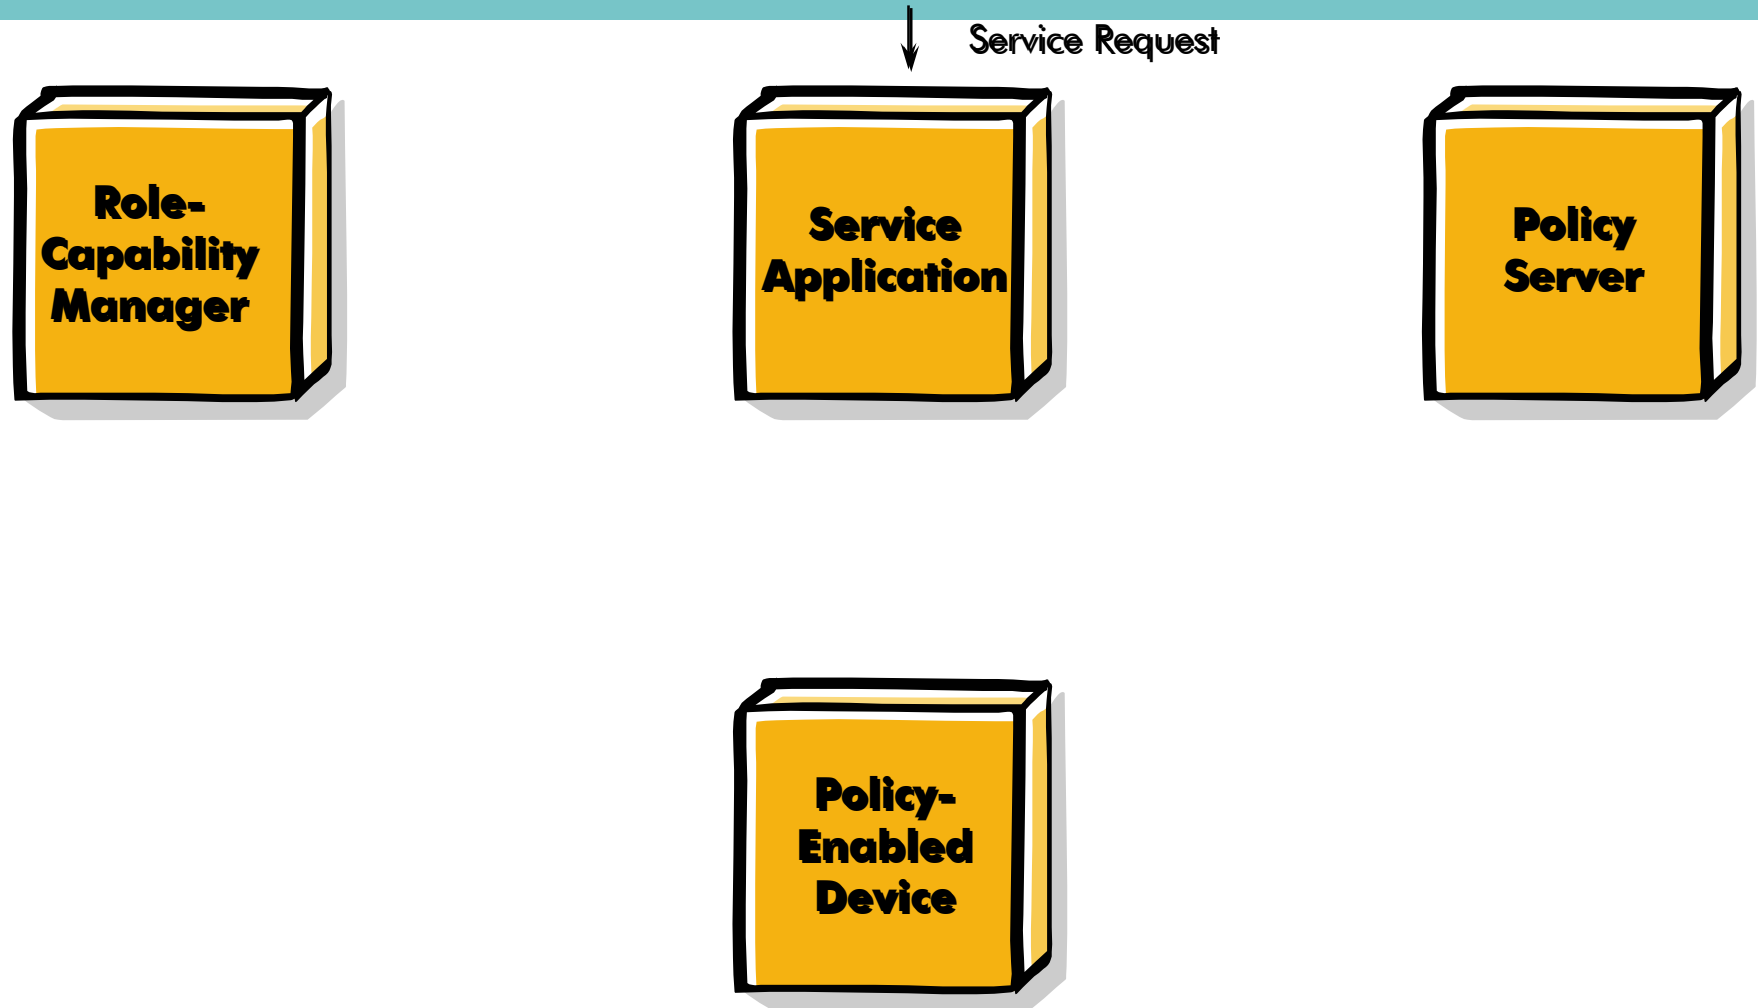 Service Request
Role-
Capability
Manager
Service
Application
Policy
Server
Policy-
Enabled
Device